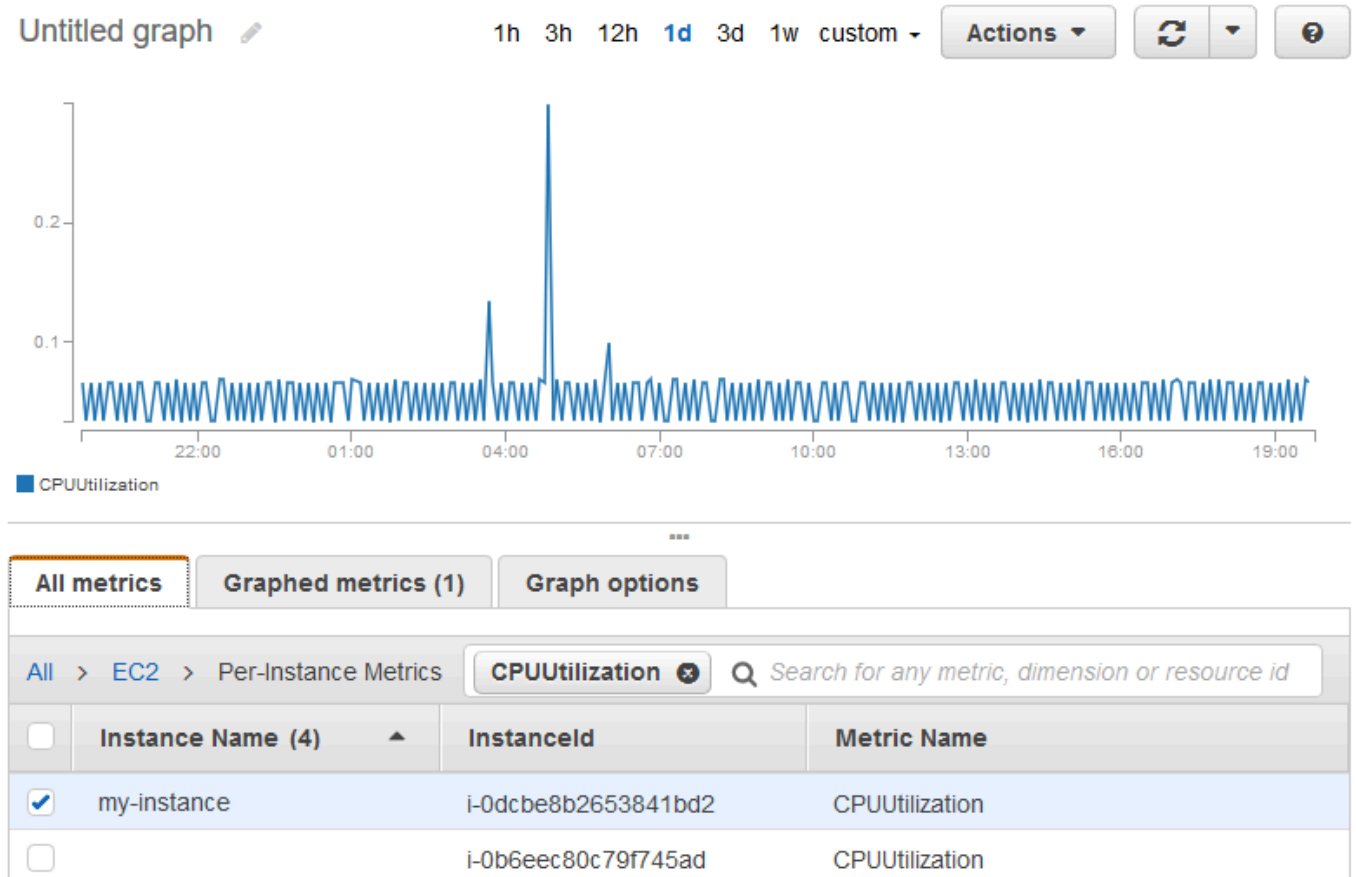 Untitled graph 1h 3h 12h 1d 3d 1w custom Actions
0.2
0.1
22:00 01:00 04:00 07:00 10:00 13:00 16:00 19:00
CPUUtilization
All metrics Graphed metrics (1) Graph options
All > EC2 > Per-Instance Metrics CPUUtilization Search for any metric, dimension or resource id
Instance Name (4) InstanceId Metric Name
my-instance i-0dcbe8b2653841bd2 CPUUtilization
i-0b6eec80c79f745ad CPUUtilization